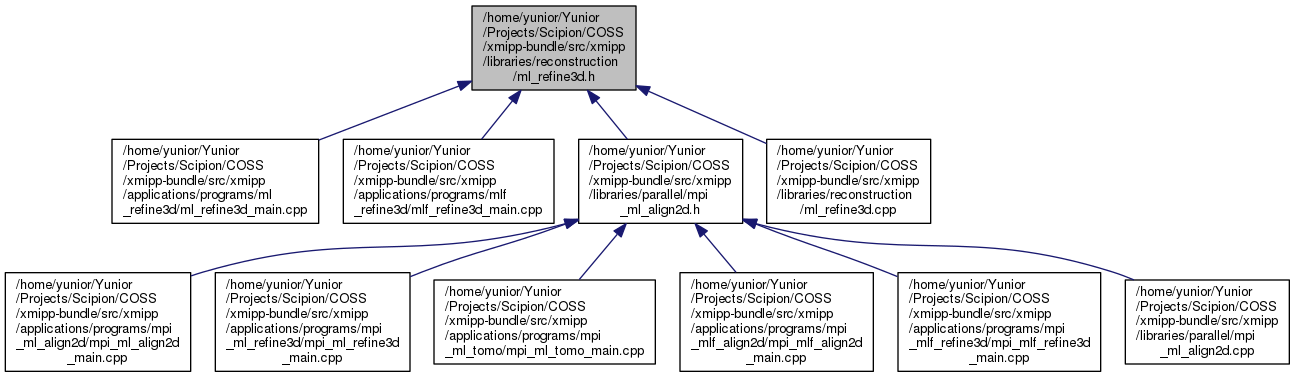 /home/yunior/Yunior
/Projects/Scipion/COSS
/xmipp-bundle/src/xmipp
/libraries/reconstruction
/ml_refine3d.h
/home/yunior/Yunior
/Projects/Scipion/COSS
/xmipp-bundle/src/xmipp
/applications/programs/ml
_refine3d/ml_refine3d_main.cpp
/home/yunior/Yunior
/Projects/Scipion/COSS
/xmipp-bundle/src/xmipp
/applications/programs/mlf
_refine3d/mlf_refine3d_main.cpp
/home/yunior/Yunior
/Projects/Scipion/COSS
/xmipp-bundle/src/xmipp
/libraries/parallel/mpi
_ml_align2d.h
/home/yunior/Yunior
/Projects/Scipion/COSS
/xmipp-bundle/src/xmipp
/libraries/reconstruction
/ml_refine3d.cpp
/home/yunior/Yunior
/Projects/Scipion/COSS
/xmipp-bundle/src/xmipp
/applications/programs/mpi
_ml_align2d/mpi_ml_align2d
_main.cpp
/home/yunior/Yunior
/Projects/Scipion/COSS
/xmipp-bundle/src/xmipp
/applications/programs/mpi
_ml_refine3d/mpi_ml_refine3d
_main.cpp
/home/yunior/Yunior
/Projects/Scipion/COSS
/xmipp-bundle/src/xmipp
/applications/programs/mpi
_ml_tomo/mpi_ml_tomo_main.cpp
/home/yunior/Yunior
/Projects/Scipion/COSS
/xmipp-bundle/src/xmipp
/applications/programs/mpi
_mlf_align2d/mpi_mlf_align2d
_main.cpp
/home/yunior/Yunior
/Projects/Scipion/COSS
/xmipp-bundle/src/xmipp
/applications/programs/mpi
_mlf_refine3d/mpi_mlf_refine3d
_main.cpp
/home/yunior/Yunior
/Projects/Scipion/COSS
/xmipp-bundle/src/xmipp
/libraries/parallel/mpi
_ml_align2d.cpp